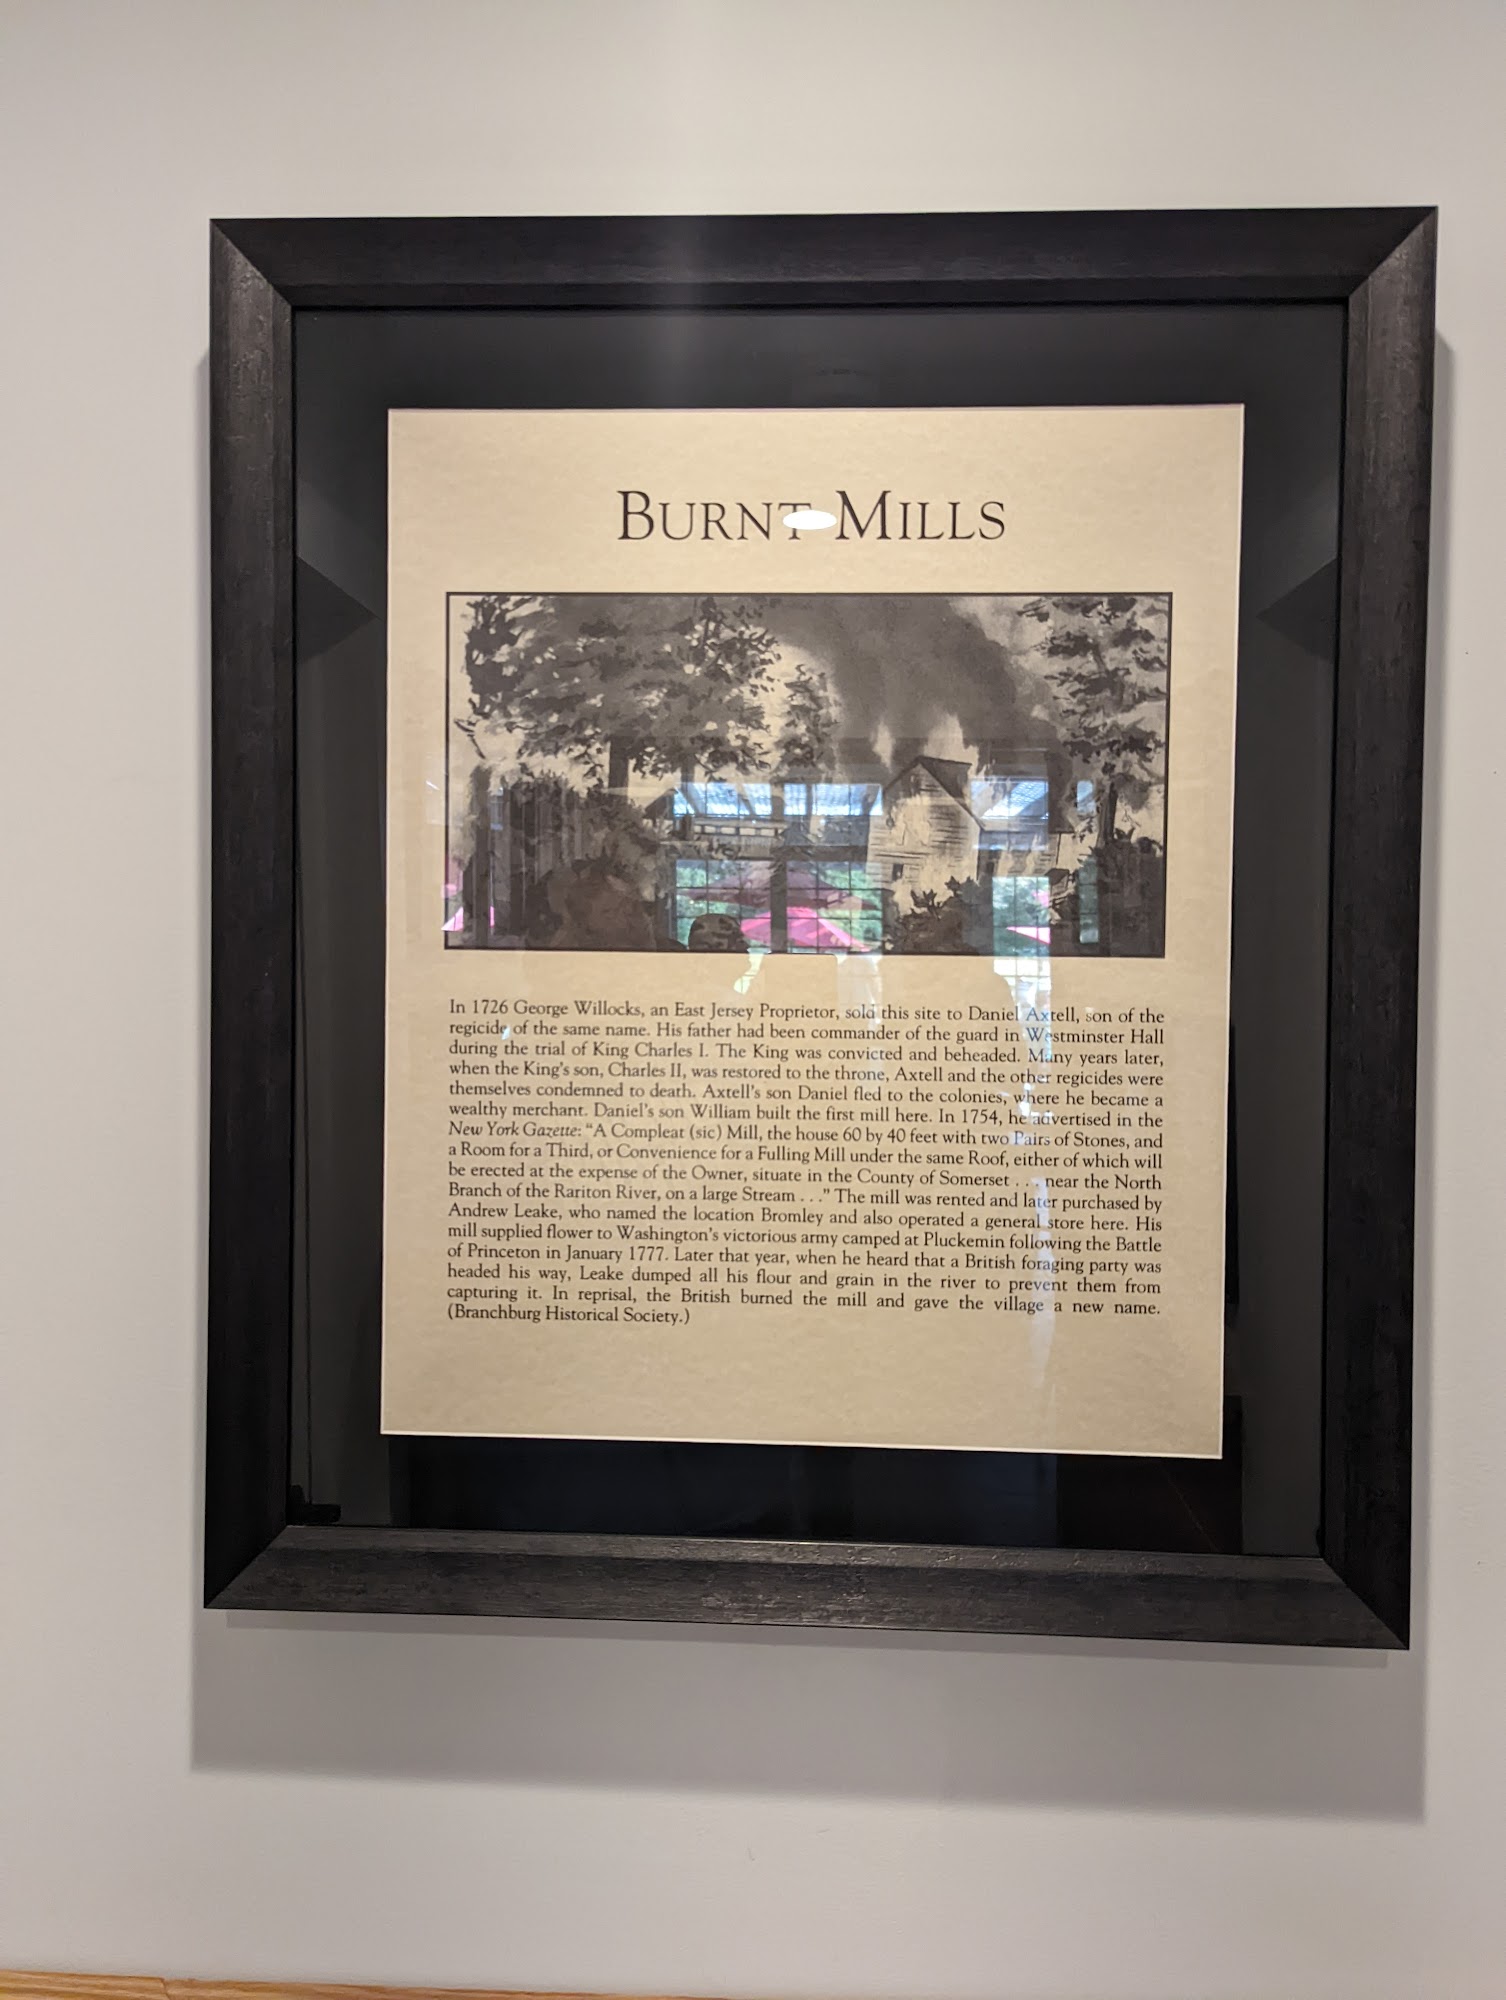 BURNT MILLS
In 1726 George Willocks, an East Jersey Proprietor, sold this site to Daniel Axtell, son of the
regicide of the same name. His father had been commander of the guard in Westminster Hall
during the trial of King Charles I. The King was convicted and beheaded. Many years later,
when the King's son, Charles II, was restored to the throne, Axtell and the other regicides were
themselves condemned to death. Axtell's son Daniel fled to the colonies, where he became a
wealthy merchant. Daniel's son William built the first mill here. In 1754, he advertised in the
New York Gazette: “A Compleat (sic) Mill, the house 60 by 40 feet with two Pairs of Stones, and
a Room for a Third, or Convenience for a Fulling Mill under the same Roof, either of which will
be erected at the expense of the Owner, situate in the County of Somerset . . . near the North
Branch of the Rariton River, on a large Stream . . .” The mill was rented and later purchased by
Andrew Leake, who named the location Bromley and also operated a general store here. His
mill supplied flower to Washington's victorious army camped at Pluckemin following the Battle
of Princeton in January 1777. Later that year, when he heard that a British foraging party was
headed his way, Leake dumped all his flour and grain in the river to prevent them from
capturing it. In reprisal, the British burned the mill and gave the village a new name.
(Branchburg Historical Society.)